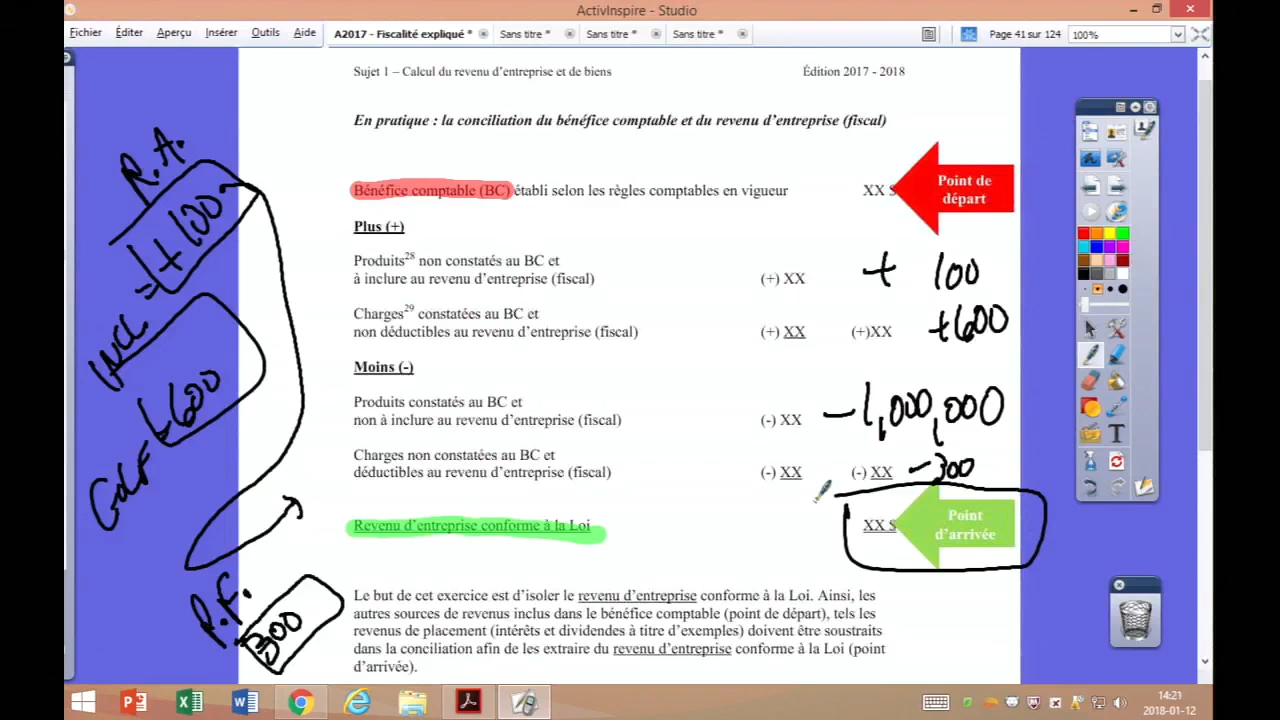 ActivInspire - Studio
Fichier Éditer Aperçu Insérer Outils Aide A2017 - Fiscalité expliqué * Sans titre * Sans titre * Sans titre * Page 41 sur 124 100%
Sujet 1 – Calcul du revenu d'entreprise et de biens Édition 2017 - 2018
En pratique : la conciliation du bénéfice comptable et du revenu d'entreprise (fiscal)
Bénéfice comptable (BC) établi selon les règles comptables en vigueur XX $
Point de
départ
Plus (+)
Produits28 non constatés au BC et
à inclure au revenu d'entreprise (fiscal) (+) XX + 100
Charges29 constatées au BC et
non déductibles au revenu d'entreprise (fiscal) (+) XX (+)XX +600
Moins (-)
Produits constatés au BC et
non à inclure au revenu d'entreprise (fiscal) (-) XX -1,000,000
Charges non constatées au BC et
déductibles au revenu d'entreprise (fiscal) (-) XX (-) XX -300
Revenu d'entreprise conforme à la Loi XX $
Point
d'arrivée
Le but de cet exercice est d'isoler le revenu d'entreprise conforme à la Loi. Ainsi, les
autres sources de revenus inclus dans le bénéfice comptable (point de départ), tels les
revenus de placement (intérêts et dividendes à titre d'exemples) doivent être soustraits
dans la conciliation afin de les extraire du revenu d'entreprise conforme à la Loi (point
d'arrivée).
R.A.
+100
600
GOLF
R.F.
300
14:21
2018-01-12